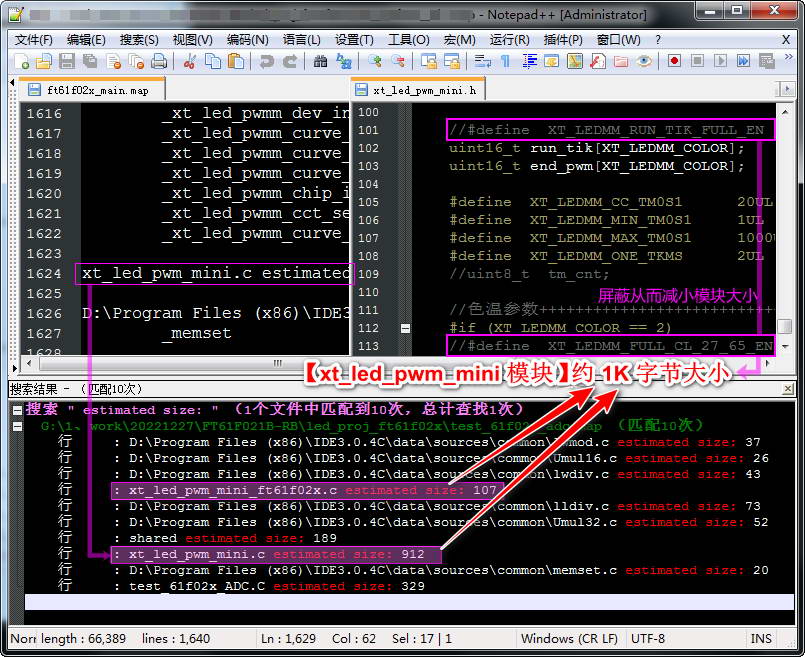 - Notepad++ [Administrator]
文件(F) 编辑(E) 搜索(S) 视图(V) 编码(N) 语言(L) 设置(T) 工具(O) 宏(M) 运行(R) 插件(P) 窗口(W) ?
ft61f02x_main.map
xt_led_pwm_mini.h
1616 _xt_led_pwmm_dev_in
1617 _xt_led_pwmm_curve_
1618 _xt_led_pwmm_curve_
1619 _xt_led_pwmm_curve_
1620 _xt_led_pwmm_chip_i
1621 _xt_led_pwmm_cct_se
1622 _xt_led_pwmm_curve_
1623
1624 xt_led_pwm_mini.c estimated
1625
1626 D:\Program Files (x86)\IDE3
1627 _memset
1628
100
101 //#define XT_LEDMM_RUN_TIK_FULL_EN
102 uint16_t run_tik[XT_LEDMM_COLOR];
103 uint16_t end_pwm[XT_LEDMM_COLOR];
104
105 #define XT_LEDMM_CC_TM0S1 20UL
106 #define XT_LEDMM_MIN_TM0S1 1UL
107 #define XT_LEDMM_MAX_TM0S1 1000U
108 #define XT_LEDMM_ONE_TKMS 2UL
109 //uint8_t tm_cnt;
110
屏蔽从而减小模块大小
111 //色温参数++++++++++++++++++++++++++
112 #if (XT_LEDMM_COLOR == 2)
113 //#define XT_LEDMM_FULL_CL_27_65_EN
【xt_led_pwm_mini 模块】约 1K 字节大小
搜索结果 - (匹配10次)
搜索 " estimated size: " (1个文件中匹配到10次, 总计查找1次)
G:\1、work\20221227\FT61F021B-RB\led_proj_ft61f02x\test_61f02 adc map (匹配10次)
行 : D:\Program Files (x86)\IDE3.0.4C\data\sources\common\ mod.c estimated size: 37
行 : D:\Program Files (x86)\IDE3.0.4C\data\sources\common\Umul16.c estimated size: 26
行 : D:\Program Files (x86)\IDE3.0.4C\data\sources\common\lwdiv.c estimated size: 43
行 : xt_led_pwm_mini_ft61f02x.c estimated size: 107
行 : D:\Program Files (x86)\IDE3.0.4C\data\sources\common\lldiv.c estimated size: 73
行 : D:\Program Files (x86)\IDE3.0.4C\data\sources\common\Umul32.c estimated size: 52
行 : shared estimated size: 189
行 : xt_led_pwm_mini.c estimated size: 912
行 : D:\Program Files (x86)\IDE3.0.4C\data\sources\common\memset.c estimated size: 20
行 : test_61f02x_ADC.C estimated size: 329
Norr length : 66,389 lines : 1,640 Ln : 1,629 Col : 62 Sel : 17 | 1 Windows (CR LF) UTF-8 INS